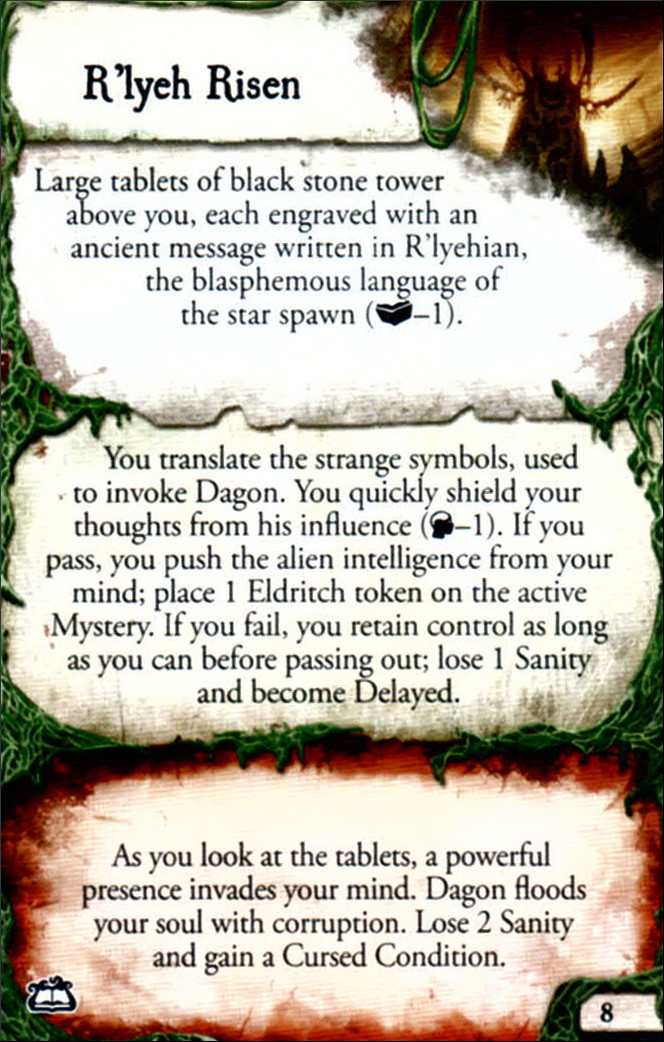 R'lyeh Risen
Large tablets of black stone tower
above you, each engraved with an
ancient message written in R'lyehian,
the blasphemous language of
the star spawn (–1).
You translate the strange symbols, used
to invoke Dagon. You quickly shield your
thoughts from his influence (–1). If you
pass, you push the alien intelligence from your
mind; place 1 Eldritch token on the active
Mystery. If you fail, you retain control as long
as you can before passing out; lose 1 Sanity
and become Delayed.
As you look at the tablets, a powerful
presence invades your mind. Dagon floods
your soul with corruption. Lose 2 Sanity
and gain a Cursed Condition.
8